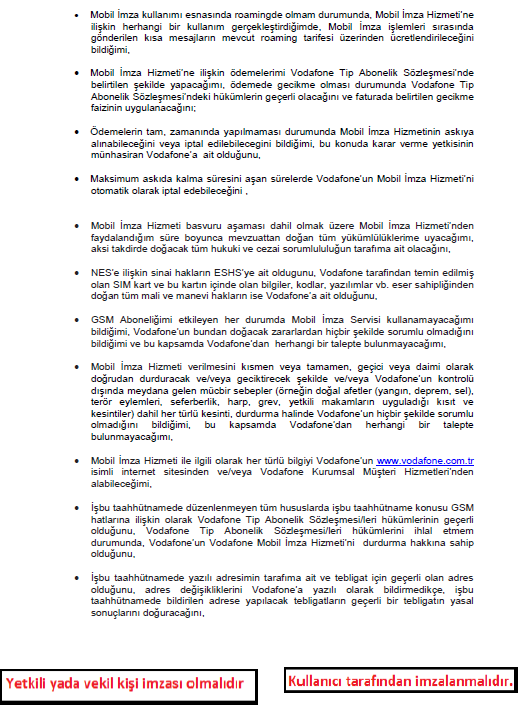 • Mobil İmza kullanımı esnasında roamingde olmam durumunda, Mobil İmza Hizmeti'ne
ilişkin herhangi bir kullanım gerçekleştirdiğimde, Mobil İmza işlemleri sırasında
gönderilen kısa mesajların mevcut roaming tarifesi üzerinden ücretlendirileceğini
bildiğimi,
• Mobil İmza Hizmeti'ne ilişkin ödemelerimi Vodafone Tip Abonelik Sözleşmesi'nde
belirtilen şekilde yapacağımı, ödemede gecikme olması durumunda Vodafone Tip
Abonelik Sözleşmesi'ndeki hükümlerin geçerli olacağını ve faturada belirtilen gecikme
faizinin uygulanacağını;
• Ödemelerin tam, zamanında yapılmaması durumunda Mobil İmza Hizmetinin askıya
alınabileceğini veya iptal edilebilecegini bildiğimi, bu konuda karar verme yetkisinin
münhasıran Vodafone'a ait olduğunu,
• Maksimum askıda kalma süresini aşan sürelerde Vodafone'un Mobil İmza Hizmeti'ni
otomatik olarak iptal edebileceğini ,
• Mobil İmza Hizmeti basvuru aşaması dahil olmak üzere Mobil İmza Hizmeti'nden
faydalandığım süre boyunca mevzuattan doğan tüm yükümlülüklerime uyacağımı,
aksi takdirde doğacak tüm hukuki ve cezai sorumlululuğun tarafıma ait olacağını,
• NES'e ilişkin sinai hakların ESHS'ye ait oldugunu, Vodafone tarafından temin edilmiş
olan SIM kart ve bu kartın içinde olan bilgiler, kodlar, yazılımlar vb. eser sahipliğinden
doğan tüm mali ve manevi hakların ise Vodafone'a ait olduğunu,
• GSM Aboneliğimi etkileyen her durumda Mobil İmza Servisi kullanamayacağımı
bildiğimi, Vodafone'un bundan doğacak zararlardan hiçbir şekilde sorumlu olmadığını
bildiğimi ve bu kapsamda Vodafone'dan herhangi bir talepte bulunmayacağımı,
• Mobil İmza Hizmeti verilmesini kısmen veya tamamen, geçici veya daimi olarak
doğrudan durduracak ve/veya geciktirecek şekilde ve/veya Vodafone'un kontrolü
dışında meydana gelen mücbir sebepler (örneğin doğal afetler (yangın, deprem, sel),
terör eylemleri, seferberlik, harp, grev, yetkili makamların uyguladığı kısıt ve
kesintiler) dahil her türlü kesinti, durdurma halinde Vodafone'un hiçbir şekilde sorumlu
olmadığını bildiğimi, bu kapsamda Vodafone'dan herhangi bir talepte
bulunmayacağımı,
• Mobil İmza Hizmeti ile ilgili olarak her türlü bilgiyi Vodafone'un www.vodafone.com.tr
isimli internet sitesinden ve/veya Vodafone Kurumsal Müşteri Hizmetleri'nden
alabileceğimi,
• İşbu taahhütnamede düzenlenmeyen tüm hususlarda işbu taahhütname konusu GSM
hatlarına ilişkin olarak Vodafone Tip Abonelik Sözleşmesi/leri hükümlerinin geçerli
olduğunu, Vodafone Tip Abonelik Sözleşmesi/leri hükümlerini ihlal etmem
durumunda, Vodafone'un Vodafone Mobil İmza Hizmeti'ni durdurma hakkına sahip
olduğunu,
• İşbu taahhütnamede yazılı adresimin tarafıma ait ve tebligat için geçerli olan adres
olduğunu, adres değişikliklerini Vodafone'a yazılı olarak bildirmedikçe, işbu
taahhütnamede bildirilen adrese yapılacak tebligatların geçerli bir tebligatın yasal
sonuçlarını doğuracağını,
Yetkili yada vekil kişi imzası olmalıdır
Kullanıcı tarafından imzalanmalıdır.